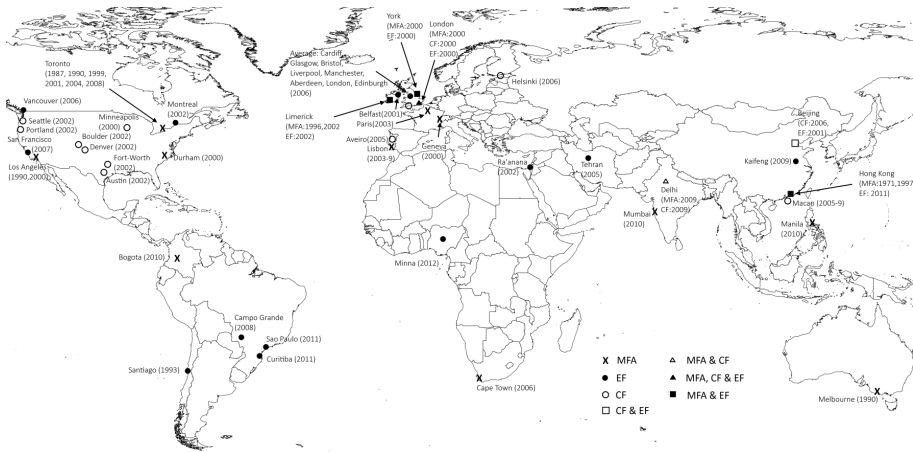 York
(MFA:2000
EF:2000)
London
(MFA:2000
CF:2000
EF:2000)
Toronto
(1987, 1990, 1999,
2001, 2004, 2008)
Average: Cardiff,
Glasgow, Bristol,
Liverpool, Manchester,
Aberdeen, London, Edinburgh
(2006)
Helsinki (2006)
Vancouver (2006)
Montreal
(2002)
Seattle (2002)
Portland (2002)
Minneapolis
(2000)
Boulder (2002)
Denver (2002)
San Francisco
(2007)
Los Angeles
(1990,2000)
Fort-Worth
(2002)
Austin (2002)
Durham (2000)
Limerick
(MFA:1996,2002
EF:2002)
Belfast(2001)
Paris(2003)
Aveiro(2005)
Lisbon
(2003-9)
Geneva
(2000)
Ra'anana
(2002)
Tehran
(2005)
Beijing
(CF:2006,
EF:2001)
Kaifeng (2009)
Hong Kong
(MFA:1971,1997
EF: 2011)
Macao (2005-9)
Delhi
(MFA:2009,
CF:2009)
Mumbai
(2010)
Manila
(2010)
Bogota (2010)
Minna (2012)
Campo Grande
(2008)
Sao Paulo (2011)
Curitiba (2011)
Santiago (1993)
Cape Town (2006)
Melbourne (1990)
X MFA
EF
CF
CF & EF
MFA & CF
MFA, CF & EF
MFA & EF